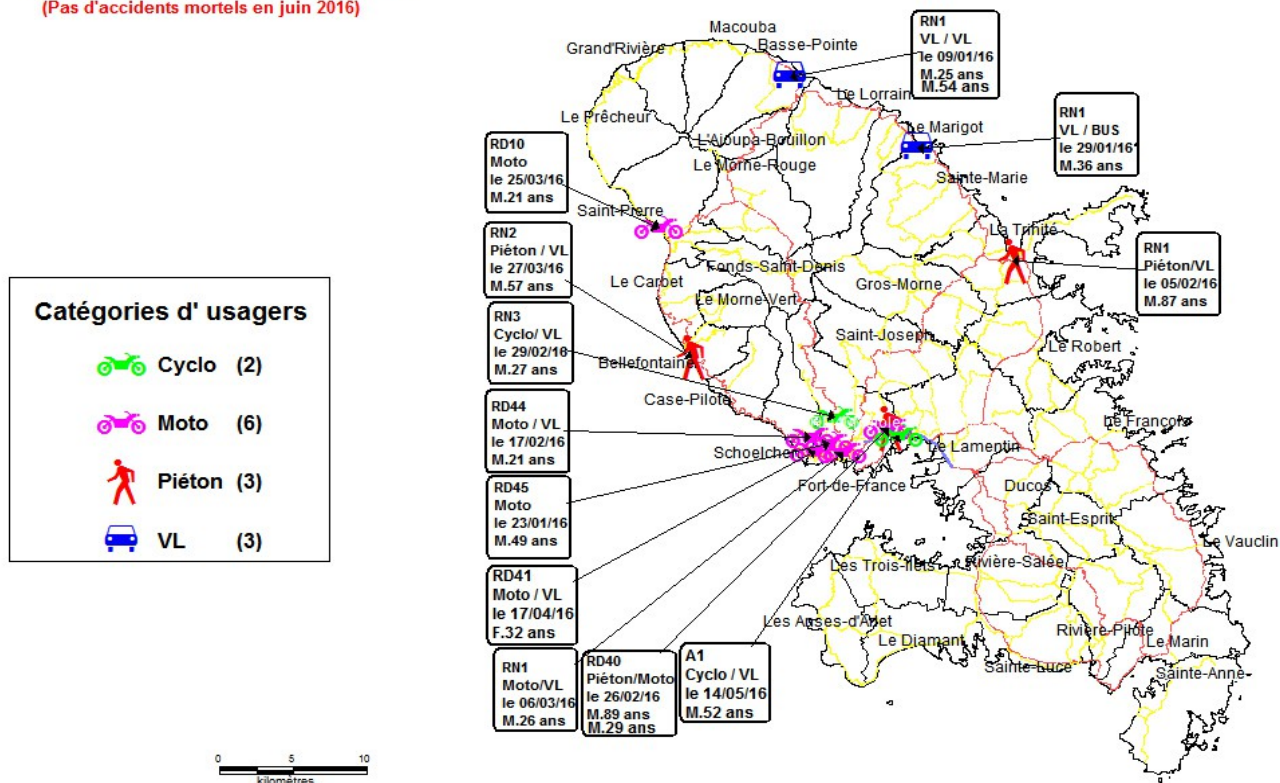 (Pas d'accidents mortels en juin 2016)
Macouba
Grand'Rivière
Basse-Pointe
RN1
VL / VL
le 09/01/16
M.25 ans
M.54 ans
Le Lorrain
Le Prêcheur
L'Ajoupa-Bouillon
Le Marigot
RN1
VL / BUS
le 29/01/16
M.36 ans
RD10
Moto
le 25/03/16
M.21 ans
Le Morne-Rouge
Sainte-Marie
Saint-Pierre
La Trinité
RN2
Piéton / VL
le 27/03/16
M.57 ans
RN1
Piéton/VL
le 05/02/16
M.87 ans
Fonds-Saint-Denis
Le Carbet
Gros-Morne
Le Morne-Vert
Catégories d' usagers
Cyclo (2)
Moto (6)
Piéton (3)
VL (3)
RN3
Cyclo/ VL
le 29/02/16
M.27 ans
Saint-Joseph
Le Robert
Bellefontaine
Case-Pilote
RD44
Moto / VL
le 17/02/16
M.21 ans
Le François
Schoelcher
Le Lamentin
Fort-de-France
Ducos
RD45
Moto
le 23/01/16
M.49 ans
Saint-Esprit
Le Vauclin
RD41
Moto / VL
le 17/04/16
F.32 ans
Les Trois-Ilets
Rivière-Salée
Les Anses-d'Arlet
Le Diamant
Rivière-Pilote
Le Marin
Sainte-Luce
Sainte-Anne
RN1
Moto/VL
le 06/03/16
M.26 ans
RD40
Piéton/Moto
le 26/02/16
M.89 ans
M.29 ans
A1
Cyclo / VL
le 14/05/16
M.52 ans
0 5 10
kilomètres